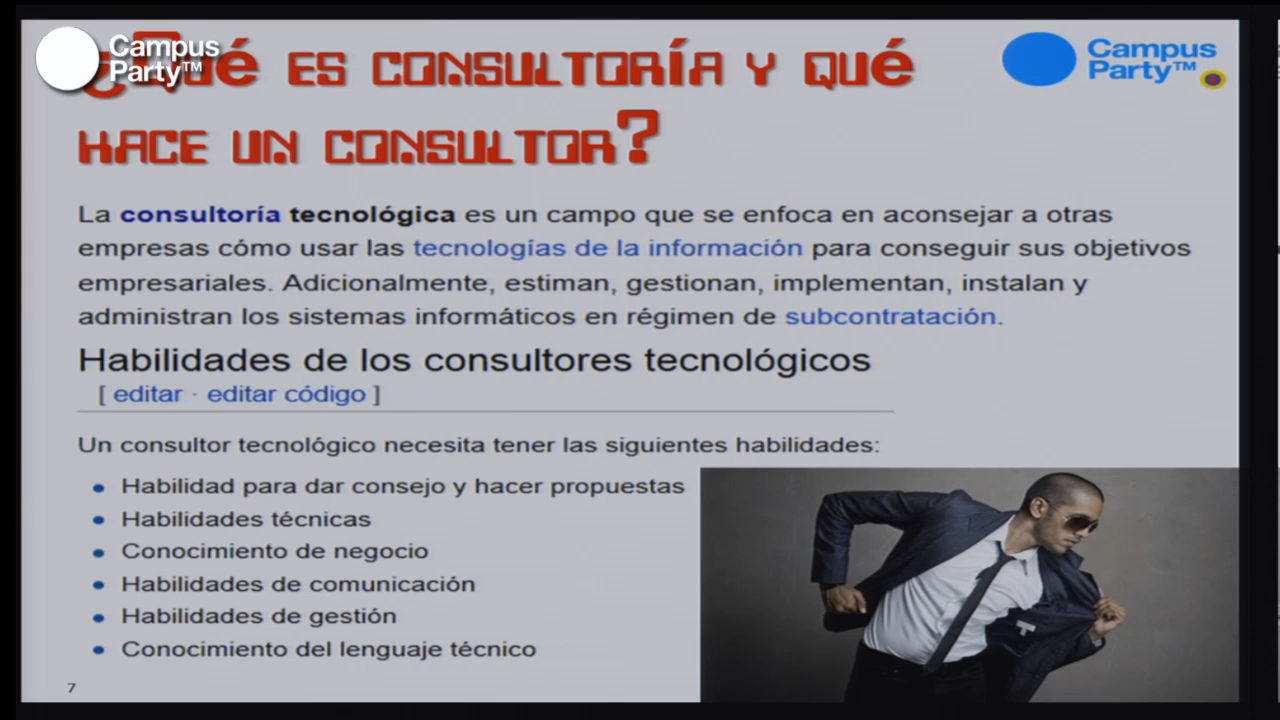 Campus
Party™
¿Qué es consultoría y qué
hace un consultor?
Campus
Party™
La consultoría tecnológica es un campo que se enfoca en aconsejar a otras
empresas cómo usar las tecnologías de la información para conseguir sus objetivos
empresariales. Adicionalmente, estiman, gestionan, implementan, instalan y
administran los sistemas informáticos en régimen de subcontratación.
Habilidades de los consultores tecnológicos
[ editar · editar código ]
Un consultor tecnológico necesita tener las siguientes habilidades:
• Habilidad para dar consejo y hacer propuestas
• Habilidades técnicas
• Conocimiento de negocio
• Habilidades de comunicación
• Habilidades de gestión
• Conocimiento del lenguaje técnico
7